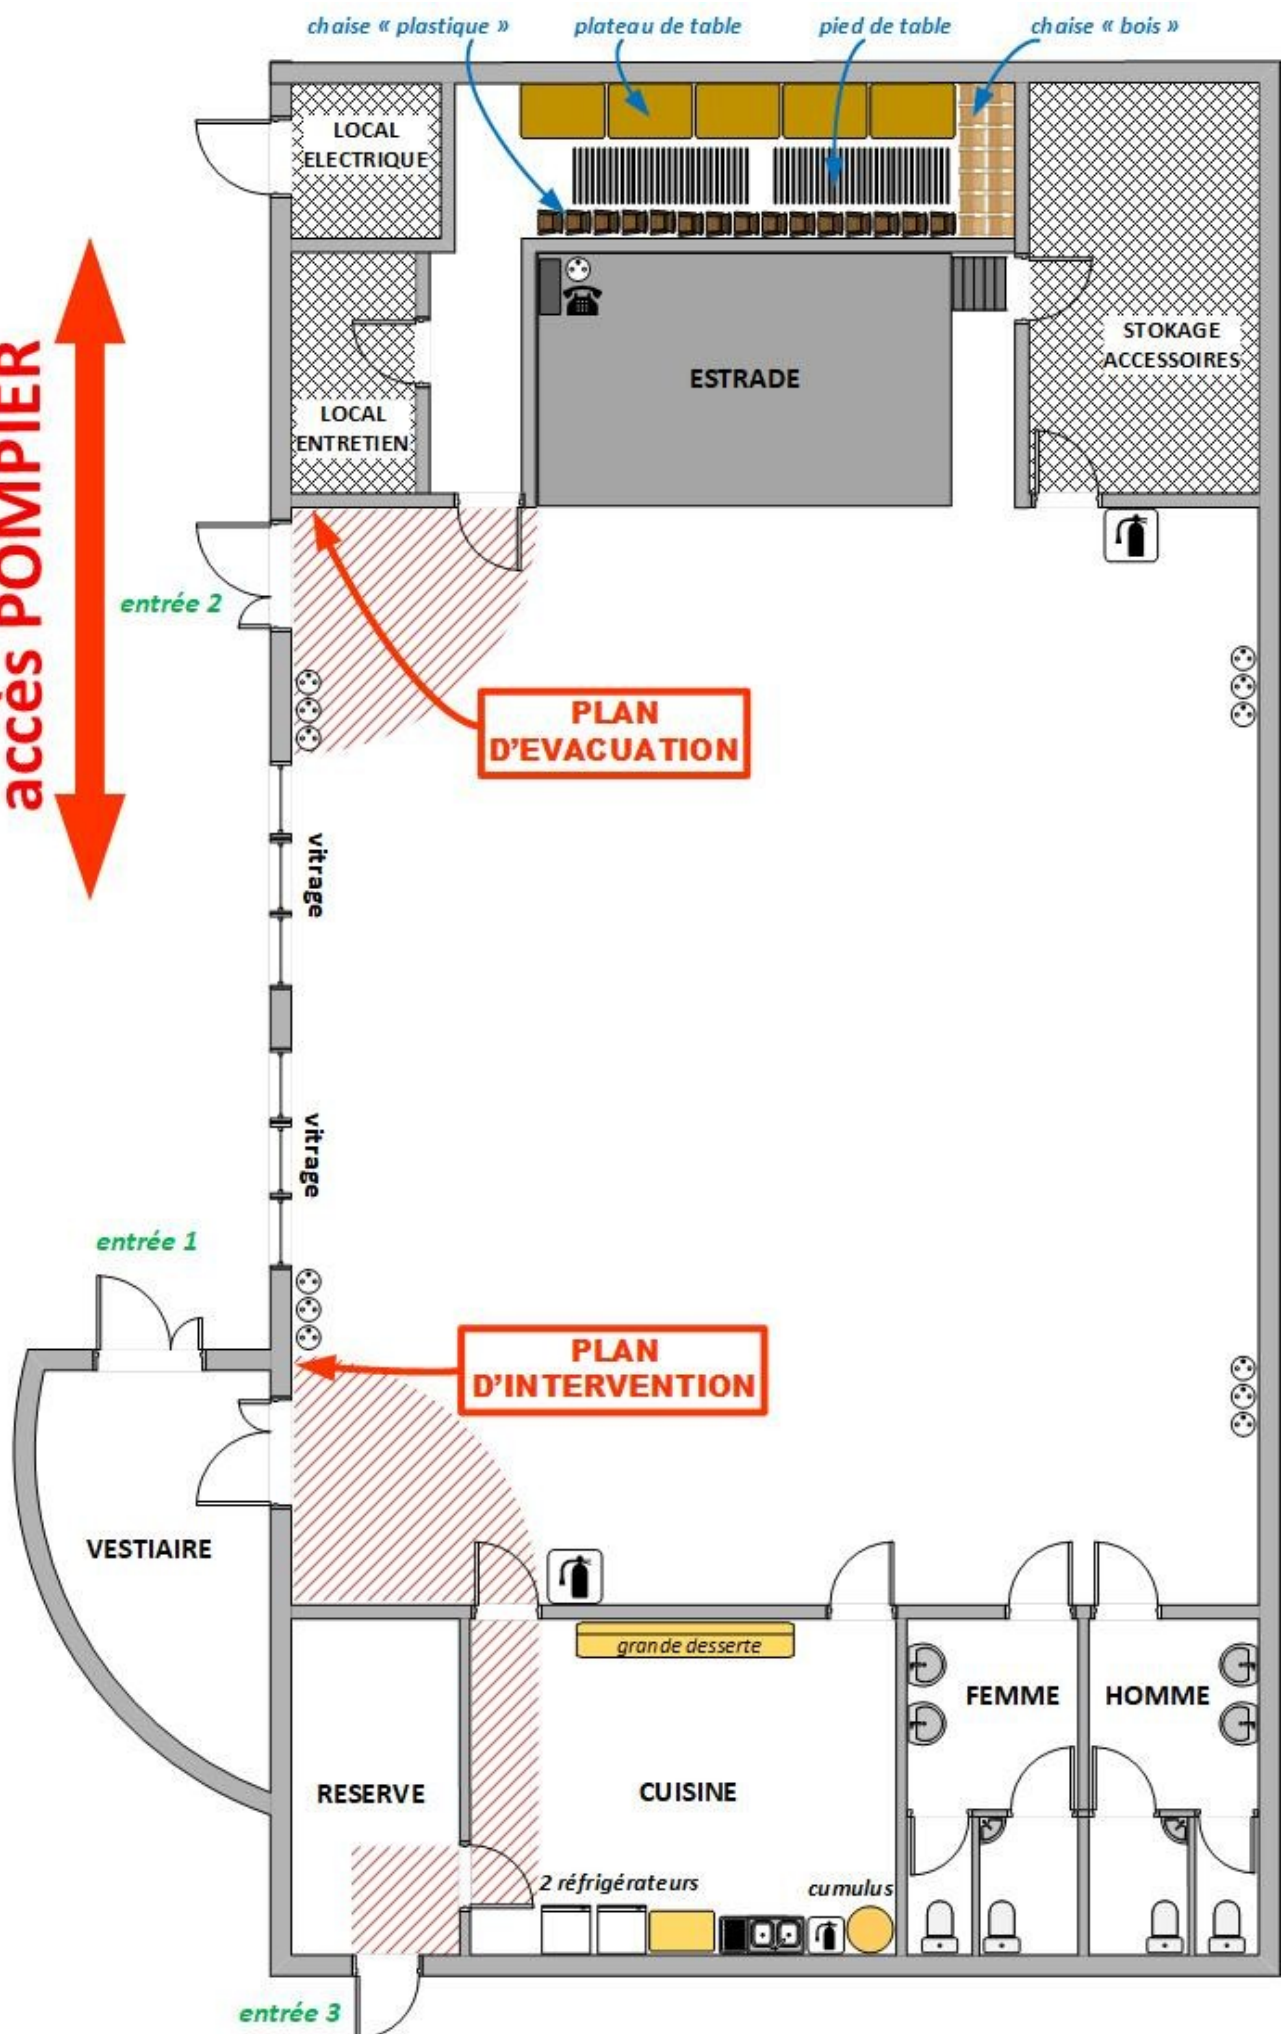 chaise « plastique »
plateau de table
pied de table
chaise « bois »
LOCAL
ELECTRIQUE
STOKAGE
ACCESSOIRES
ESTRADE
LOCAL
ENTRETIEN
accès POMPIER
entrée 2
PLAN
D'EVACUATION
vitrage
vitrage
entrée 1
PLAN
D'INTERVENTION
VESTIAIRE
grande desserte
FEMME
HOMME
RESERVE
CUISINE
2 réfrigérateurs
cumulus
entrée 3